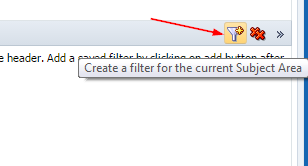 »
e header. Add a saved filter by clicking on add button after
Create a filter for the current Subject Area